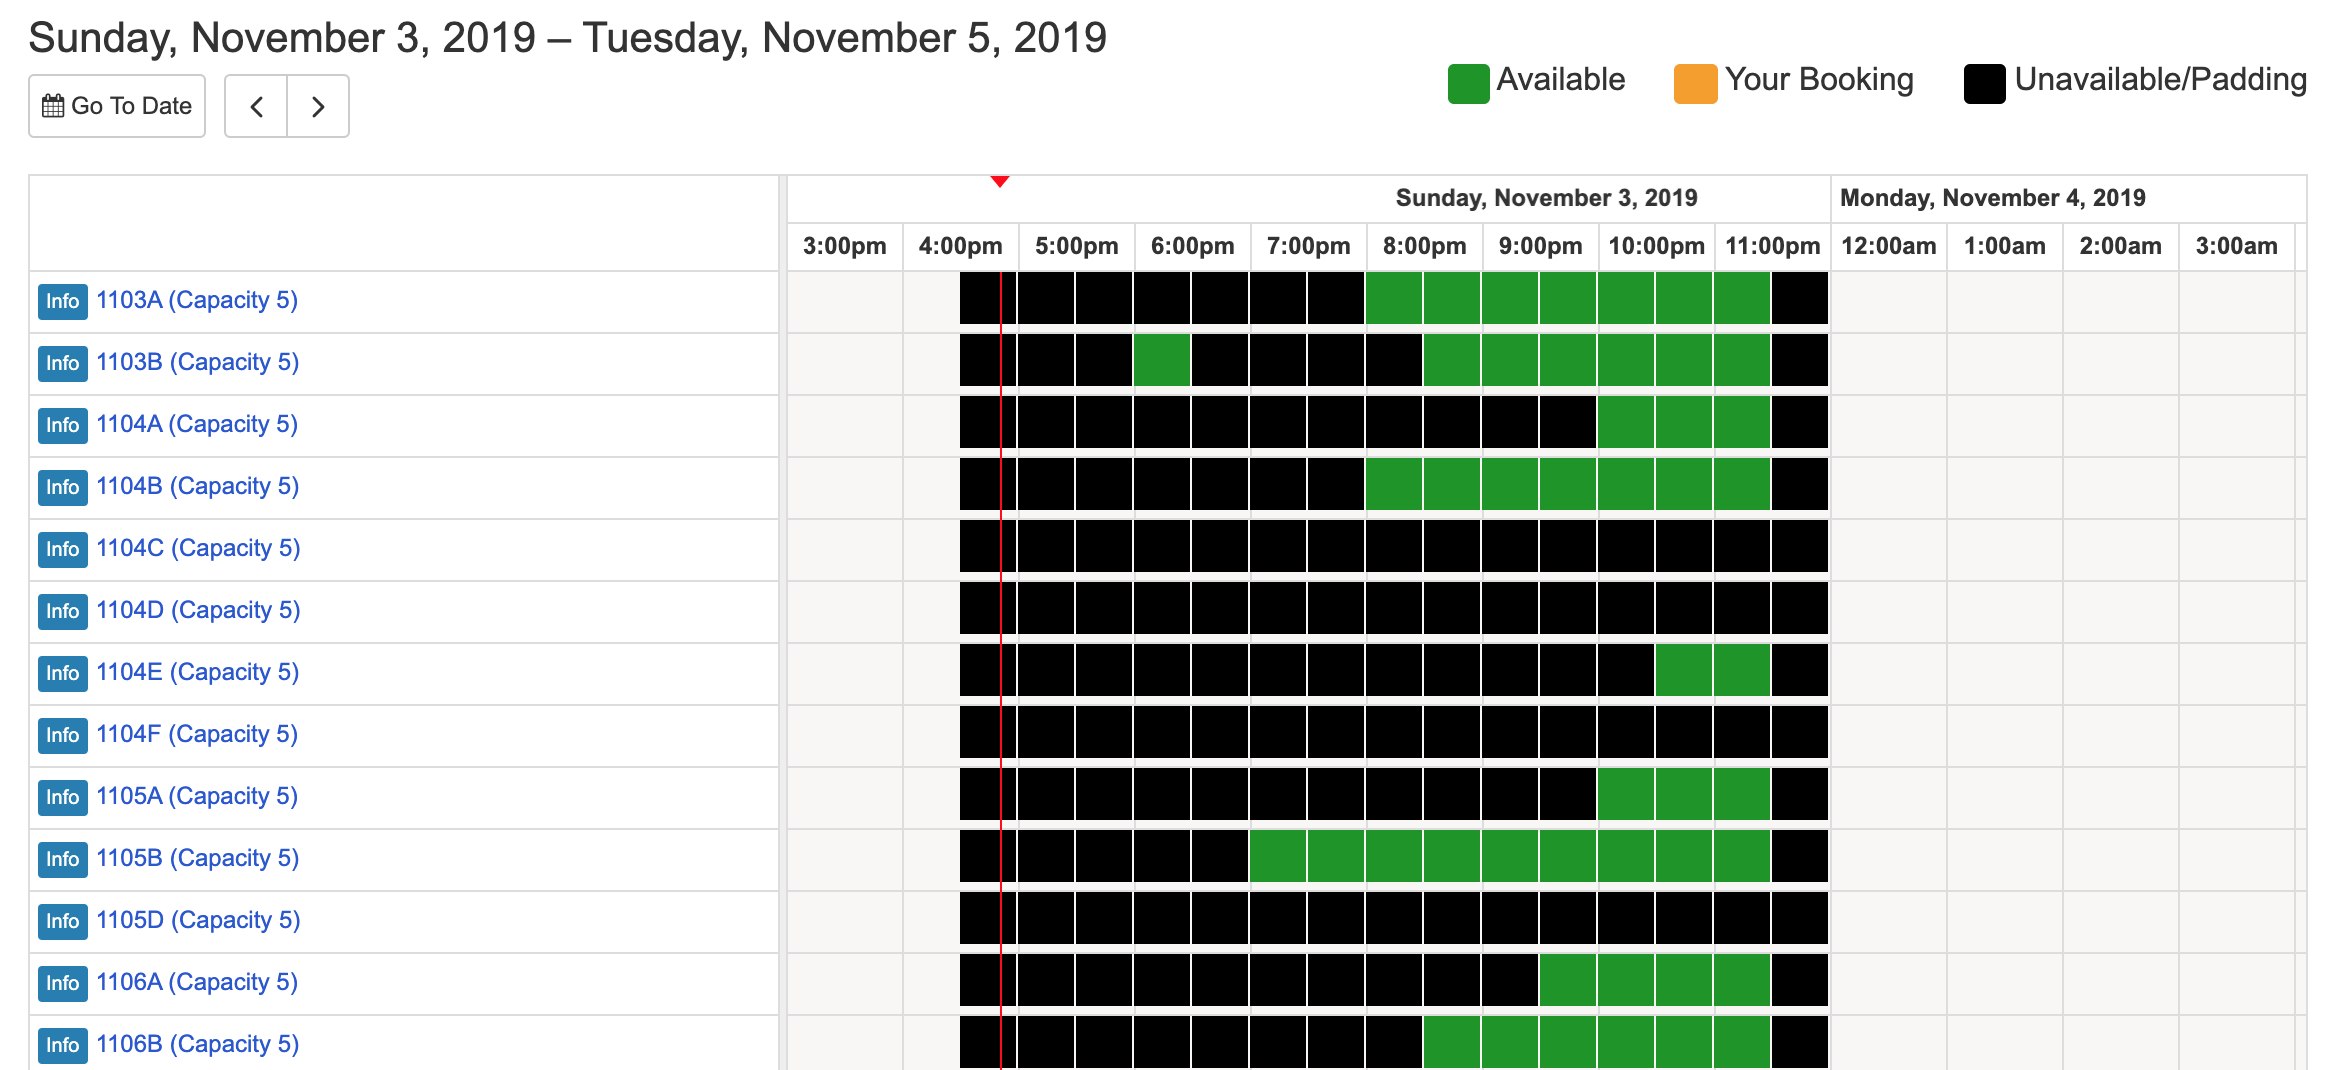 Sunday, November 3, 2019 – Tuesday, November 5, 2019
Go To Date
Available Your Booking Unavailable/Padding
Sunday, November 3, 2019 Monday, November 4, 2019
3:00pm 4:00pm 5:00pm 6:00pm 7:00pm 8:00pm 9:00pm 10:00pm 11:00pm 12:00am 1:00am 2:00am 3:00am
Info 1103A (Capacity 5)
Info 1103B (Capacity 5)
Info 1104A (Capacity 5)
Info 1104B (Capacity 5)
Info 1104C (Capacity 5)
Info 1104D (Capacity 5)
Info 1104E (Capacity 5)
Info 1104F (Capacity 5)
Info 1105A (Capacity 5)
Info 1105B (Capacity 5)
Info 1105D (Capacity 5)
Info 1106A (Capacity 5)
Info 1106B (Capacity 5)